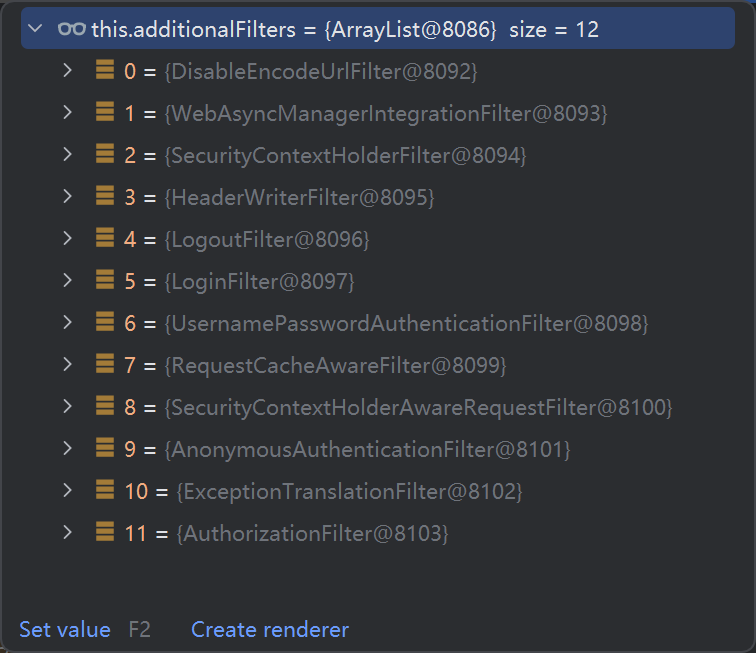 this.additionalFilters = {ArrayList@8086} size = 12
0 = {DisableEncodeUrlFilter@8092}
1 = {WebAsyncManagerIntegrationFilter@8093}
2 = {SecurityContextHolderFilter@8094}
3 = {HeaderWriterFilter@8095}
4 = {LogoutFilter@8096}
5 = {LoginFilter@8097}
6 = {UsernamePasswordAuthenticationFilter@8098}
7 = {RequestCacheAwareFilter@8099}
8 = {SecurityContextHolderAwareRequestFilter@8100}
9 = {AnonymousAuthenticationFilter@8101}
10 = {ExceptionTranslationFilter@8102}
11 = {AuthorizationFilter@8103}
Set value F2 Create renderer